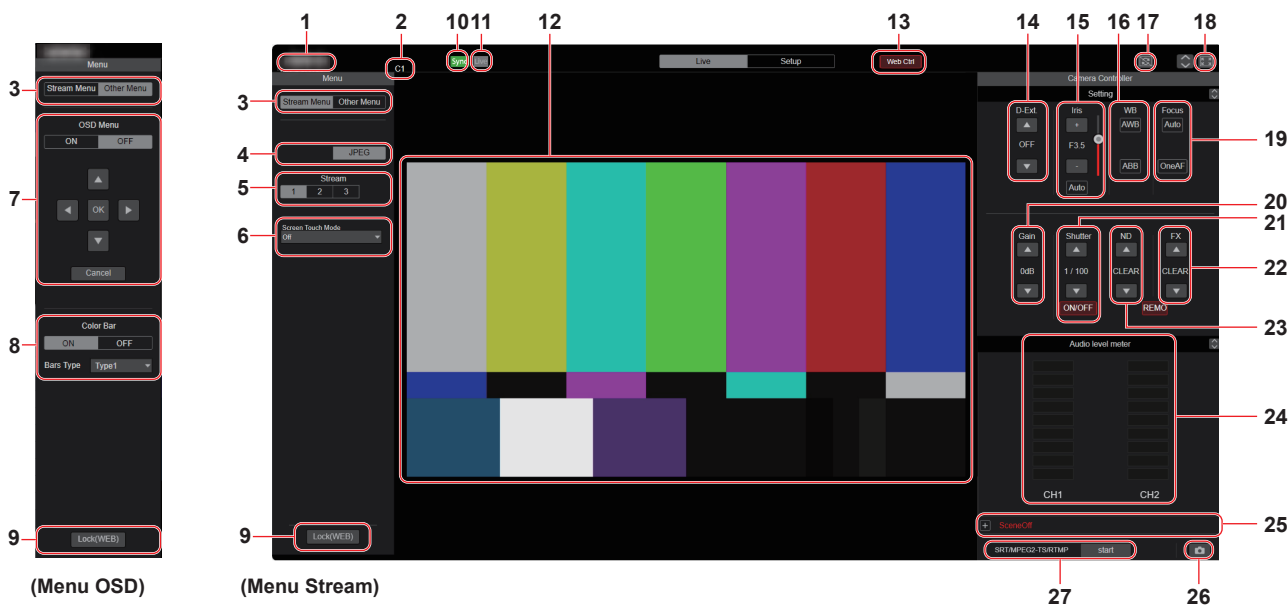 1
2
10
11
12
13
14
15
16
17
18
Menu
3
Stream Menu
Other Menu
OSD Menu
ON
OFF
7
OK
Cancel
8
Color Bar
ON
OFF
Bars Type
Type1
9
Lock(WEB)
(Menu OSD)
C1
Sync
Live
Live
Setup
Web Ctrl
Menu
3
Stream Menu
Other Menu
4
JPEG
5
Stream
1
2
3
6
Screen Touch Mode
Off
9
Lock(WEB)
(Menu Stream)
Camera Controller
Setting
D-Ext.
OFF
Iris
+
F3.5
-
Auto
WB
AWB
ABB
Focus
Auto
OneAF
19
20
21
Gain
0dB
Shutter
1 / 100
ON/OFF
ND
CLEAR
FX
CLEAR
REMO
22
23
Audio level meter
24
CH1
CH2
25
+
SceneOff
SRT/MPEG2-TS/RTMP
start
27
26